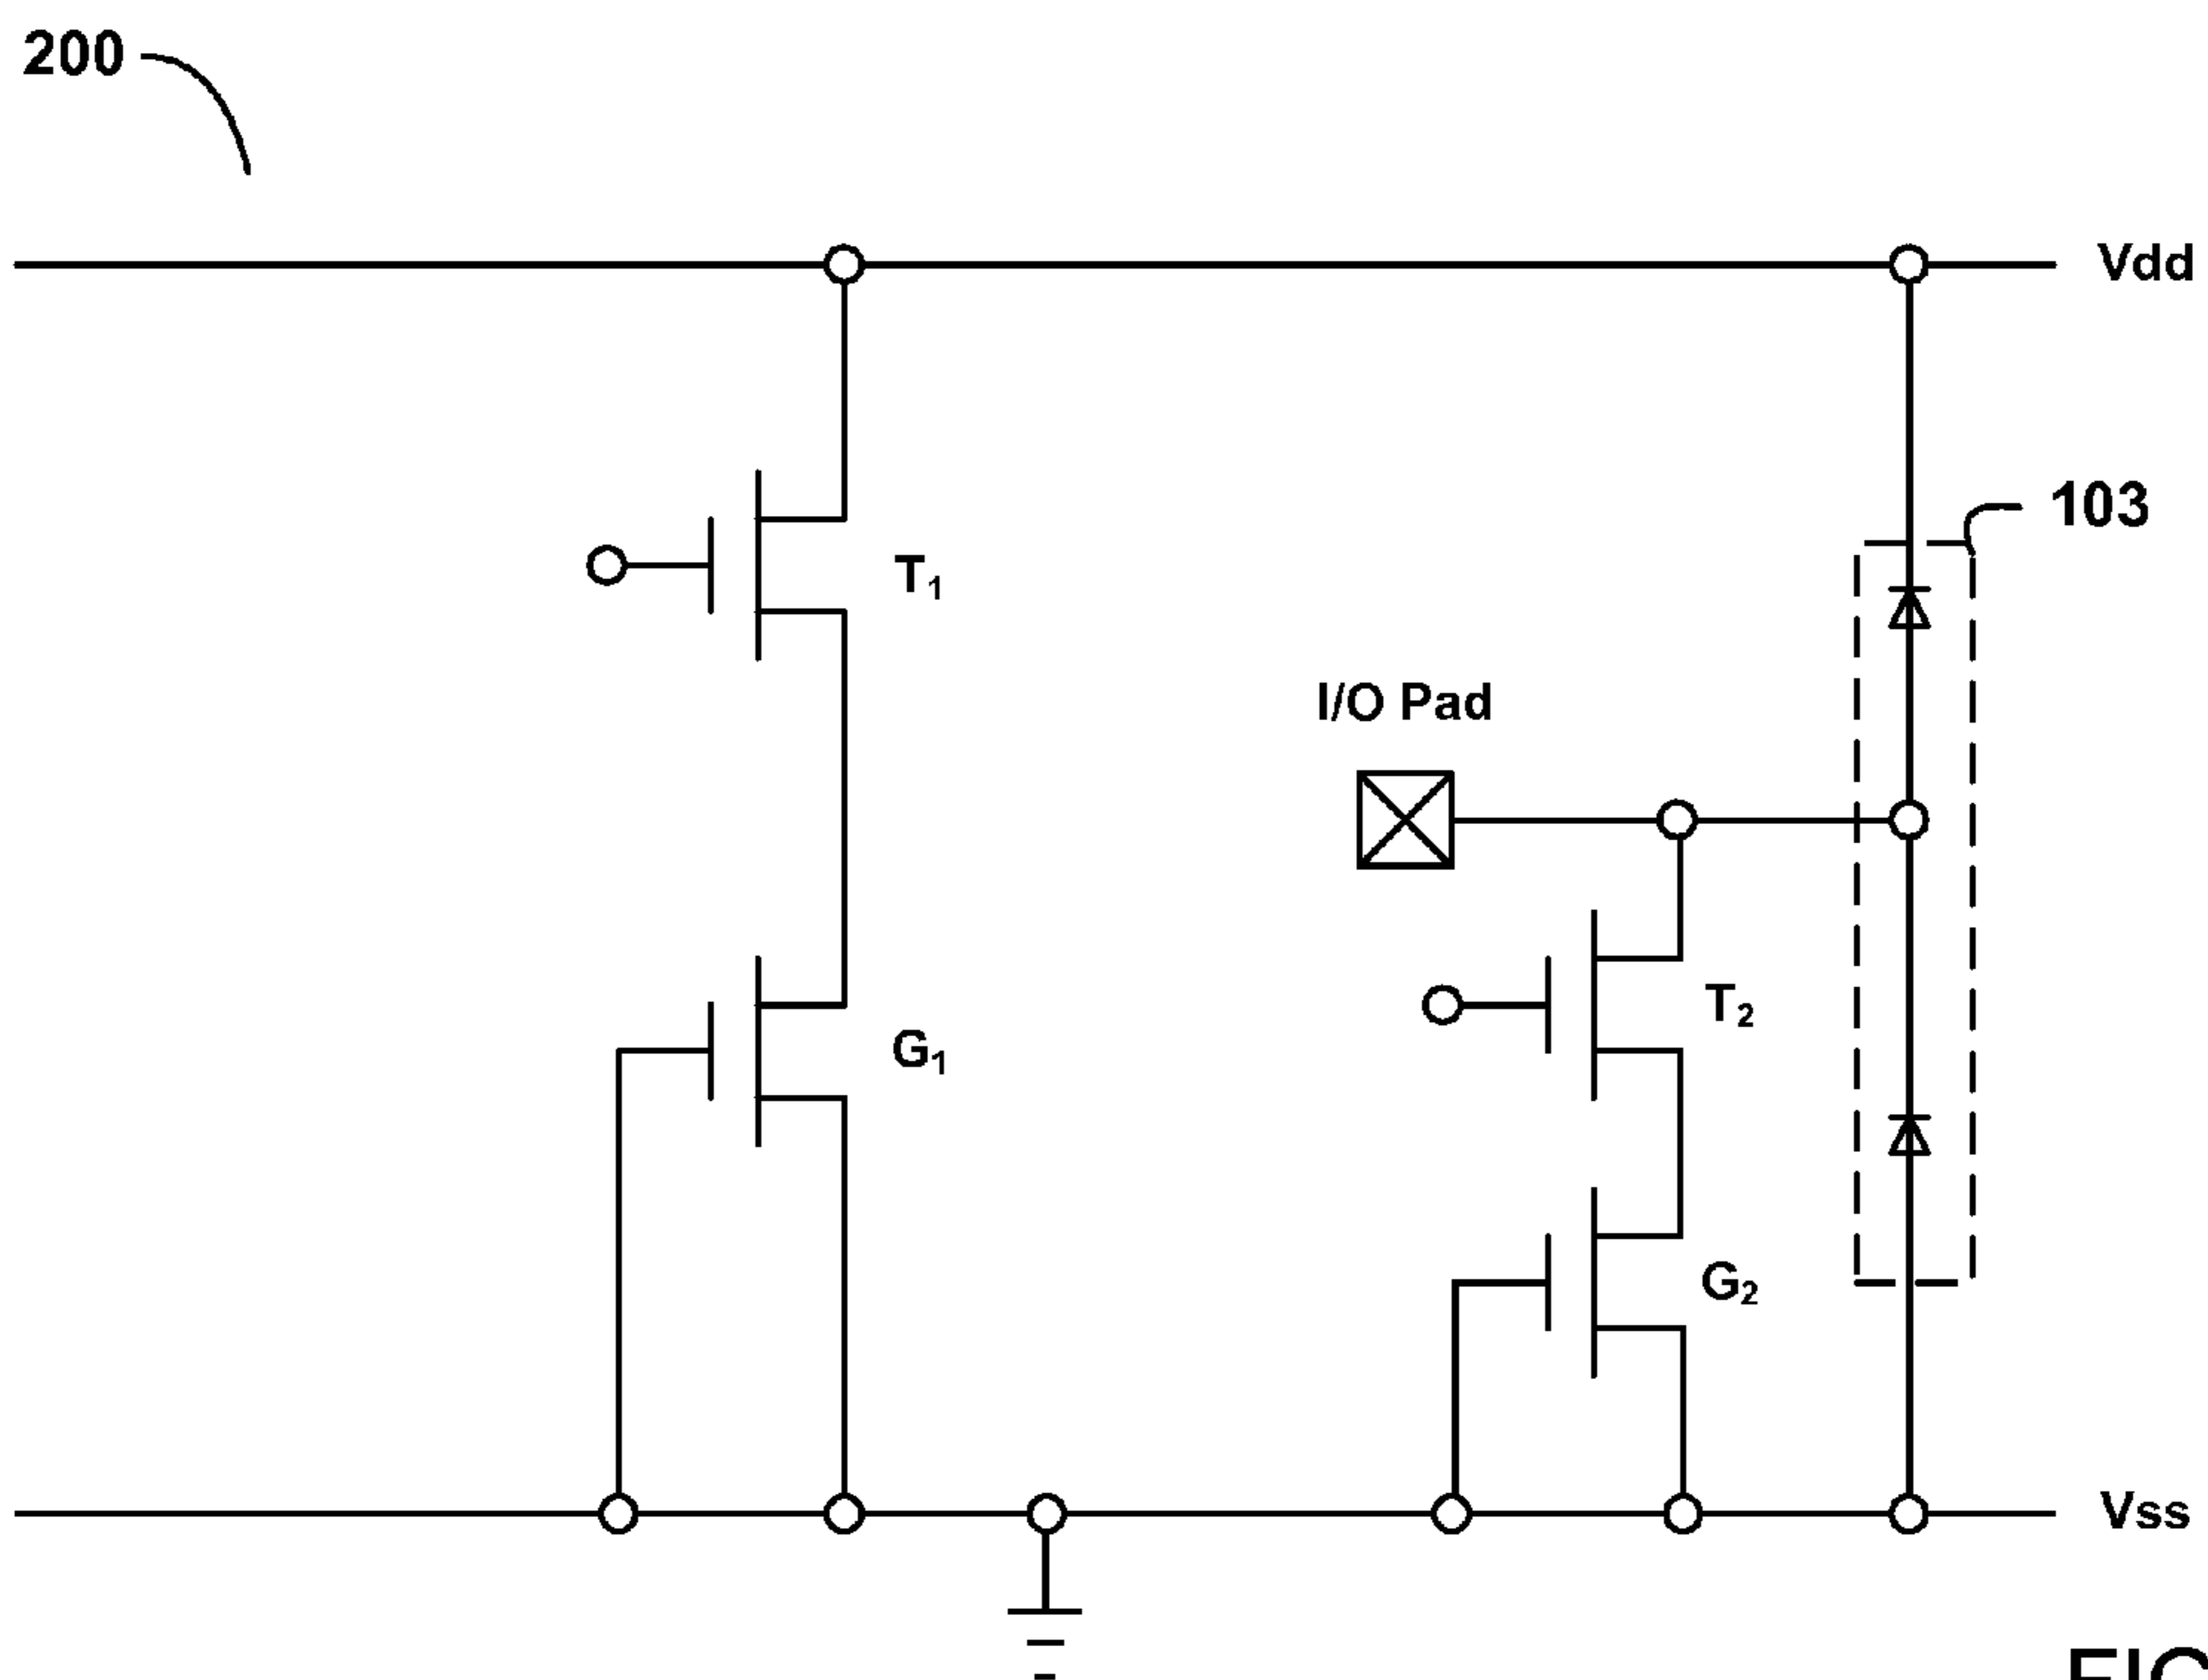 200
Vdd
103
T₁
I/O Pad
T₂
G₁
G₂
Vss